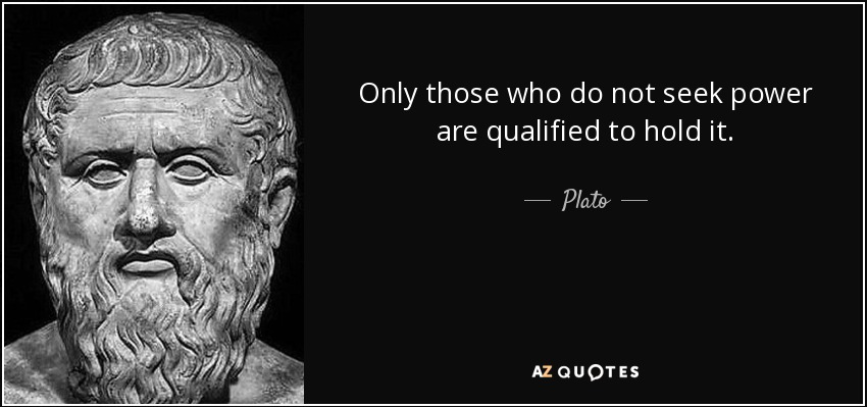 Only those who do not seek power
are qualified to hold it.
— Plato —
AZ QUOTES